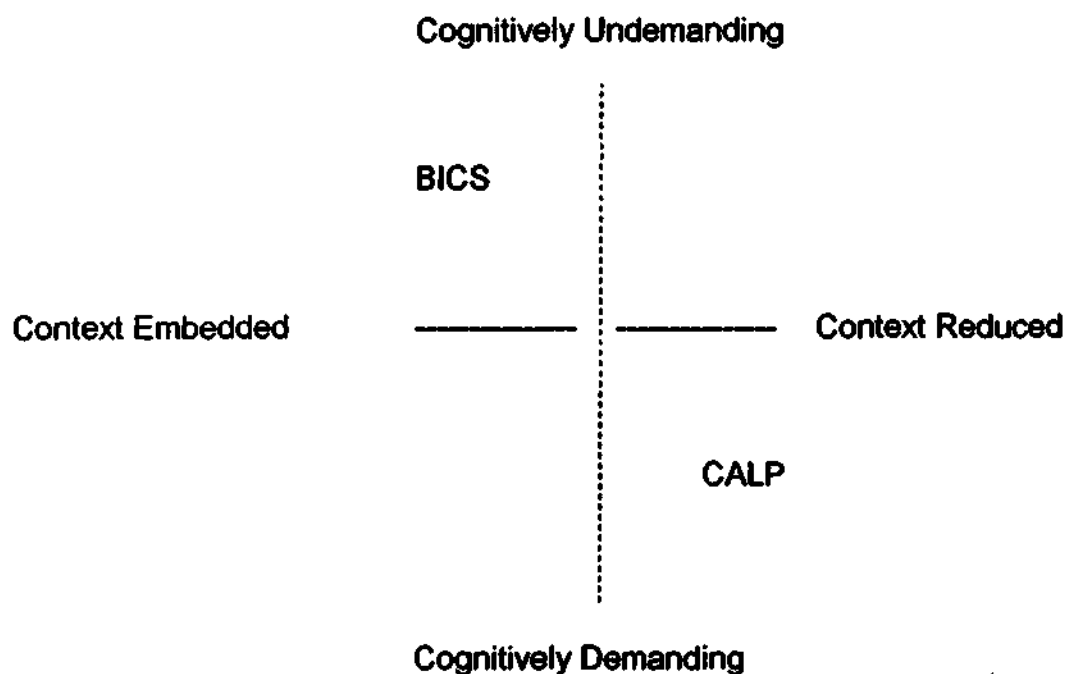 Cognitively Undemanding
BICS
Context Embedded
Context Reduced
CALP
Cognitively Demanding